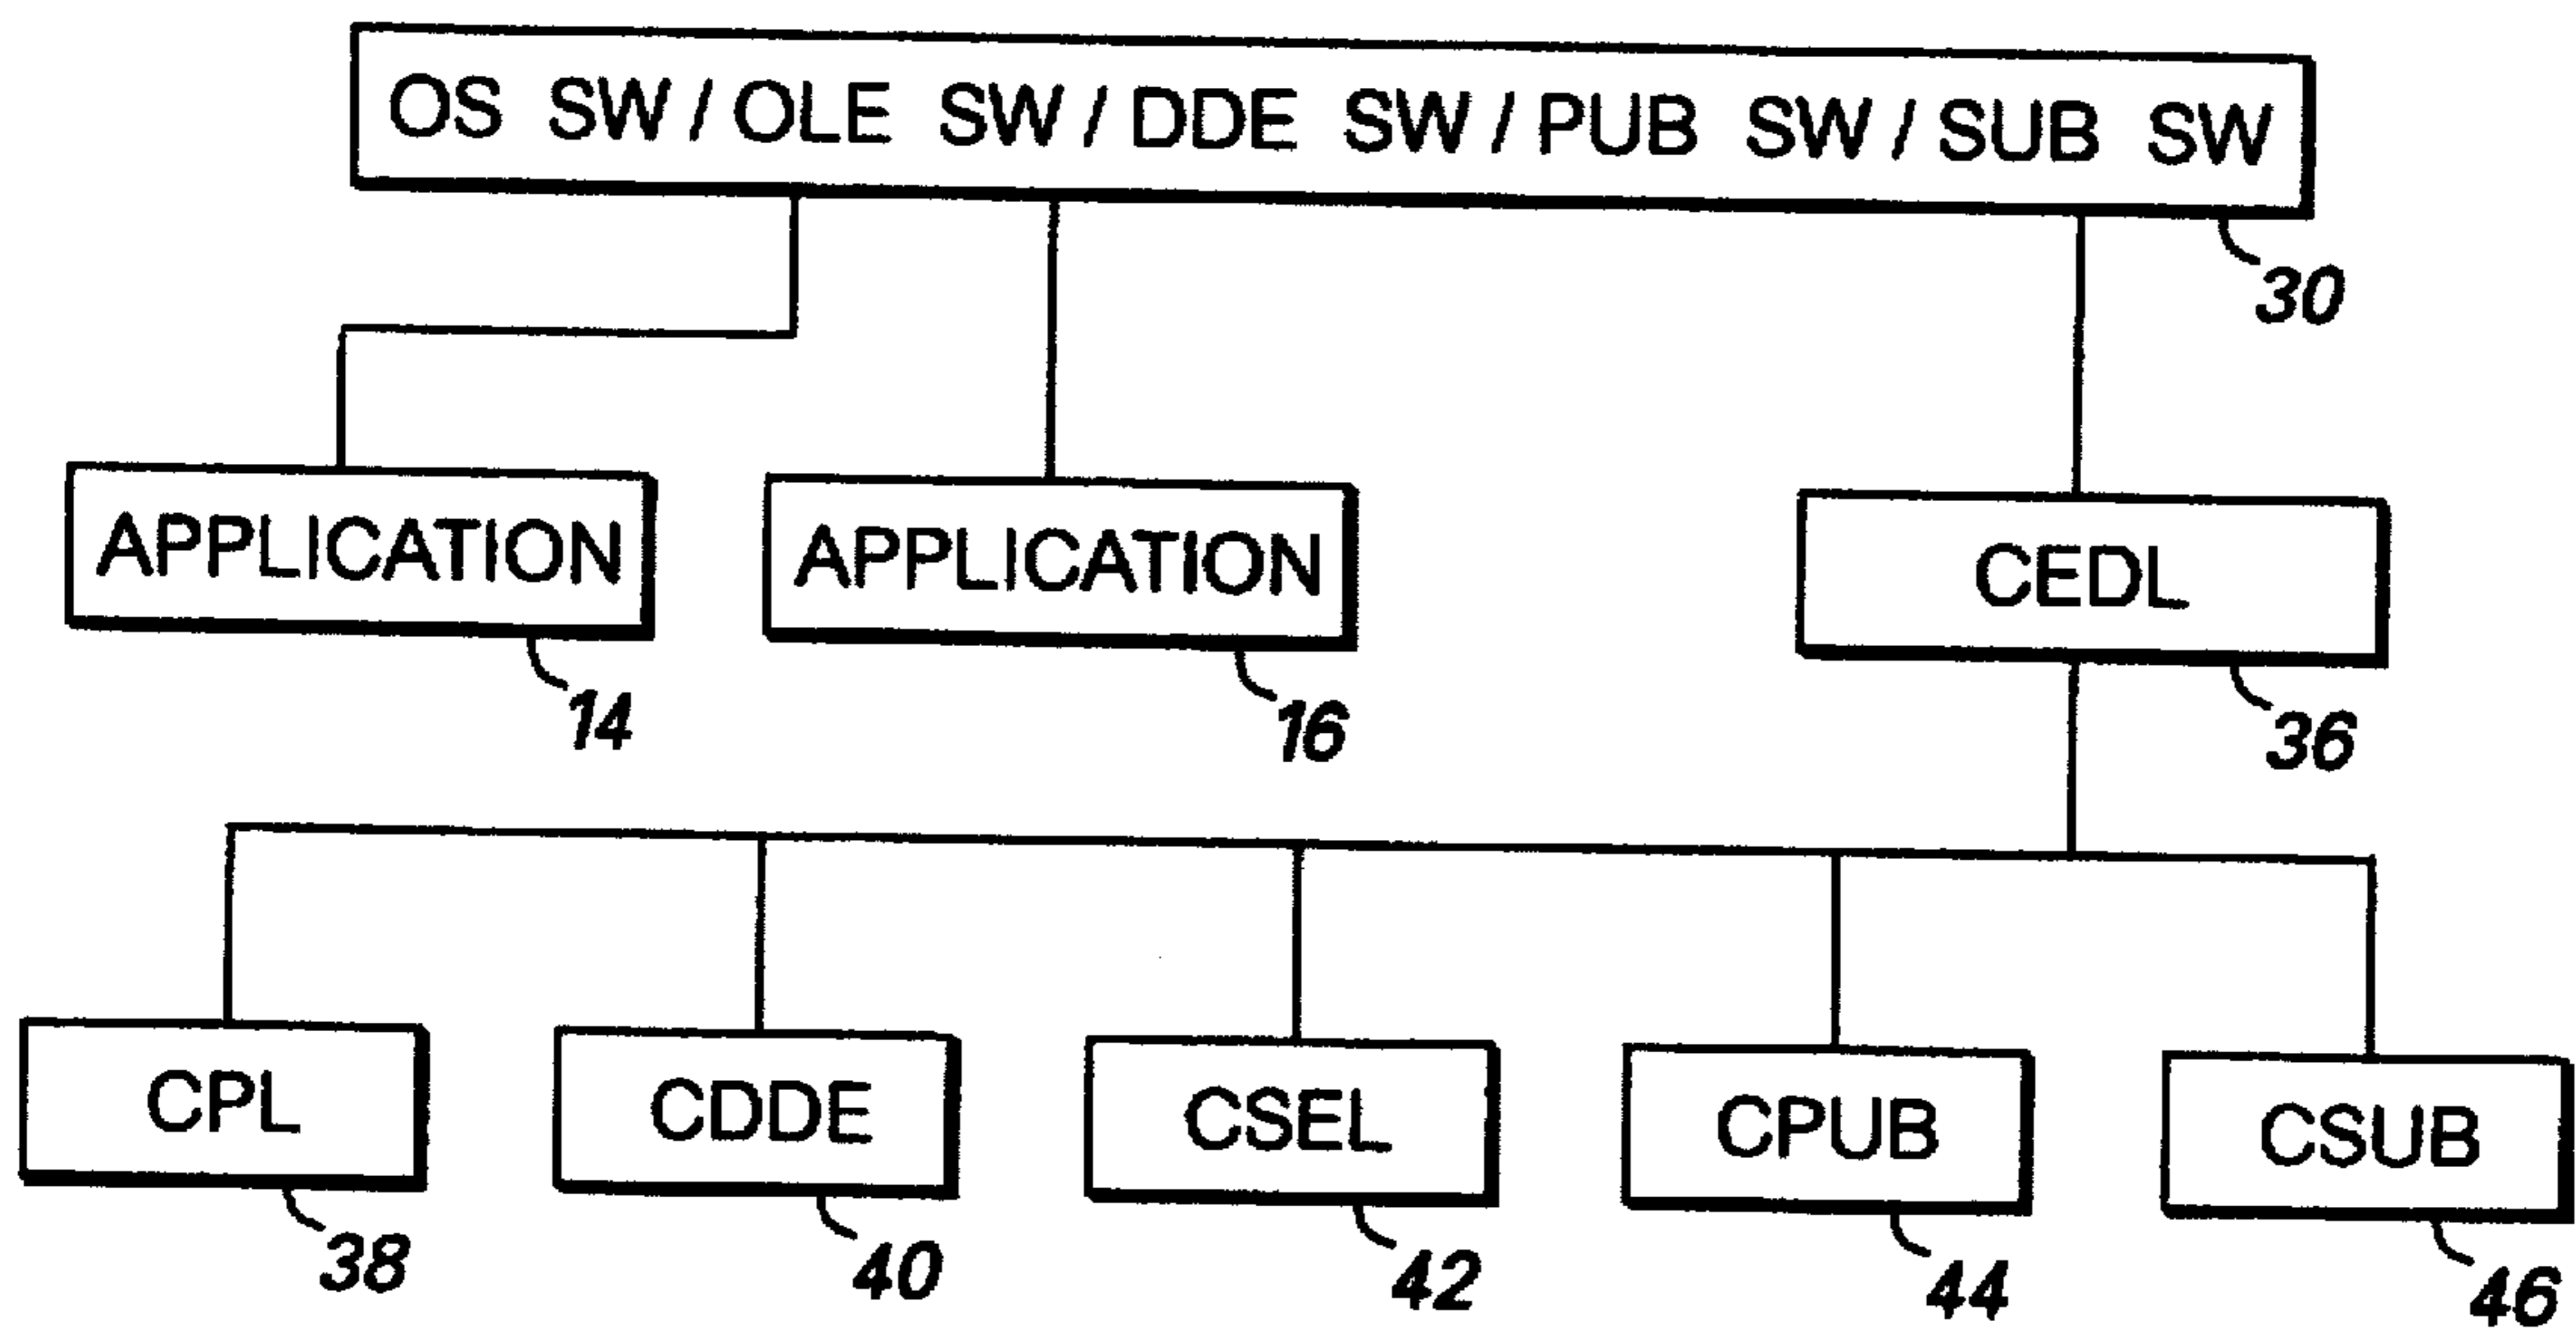 OS SW / OLE SW / DDE SW / PUB SW / SUB SW
30
APPLICATION APPLICATION CEDL
14 16 36
CPL CDDE CSEL CPUB CSUB
38 40 42 44 46